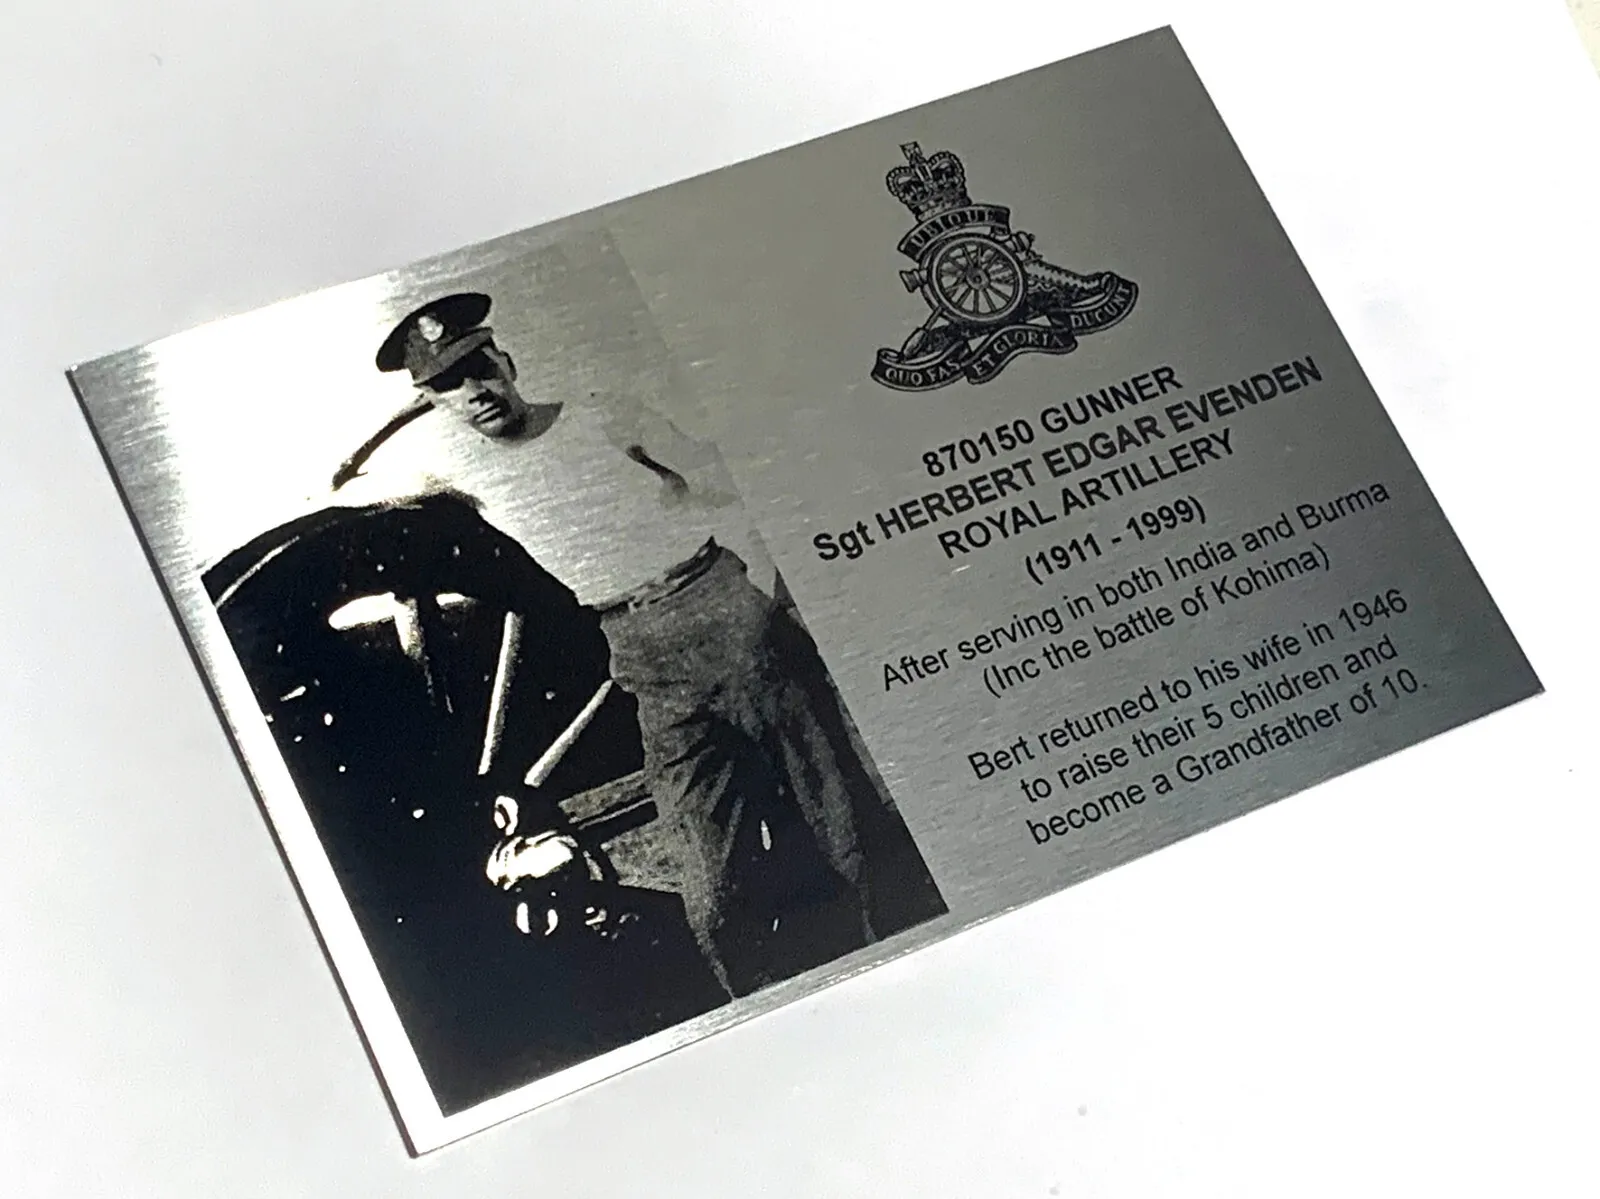 UBIQUE
QUO FAS ET GLORIA DUCUNT
870150 GUNNER
Sgt HERBERT EDGAR EVENDEN
ROYAL ARTILLERY
(1911 - 1999)
After serving in both India and Burma
(Inc the battle of Kohima)
Bert returned to his wife in 1946
to raise their 5 children and
become a Grandfather of 10.